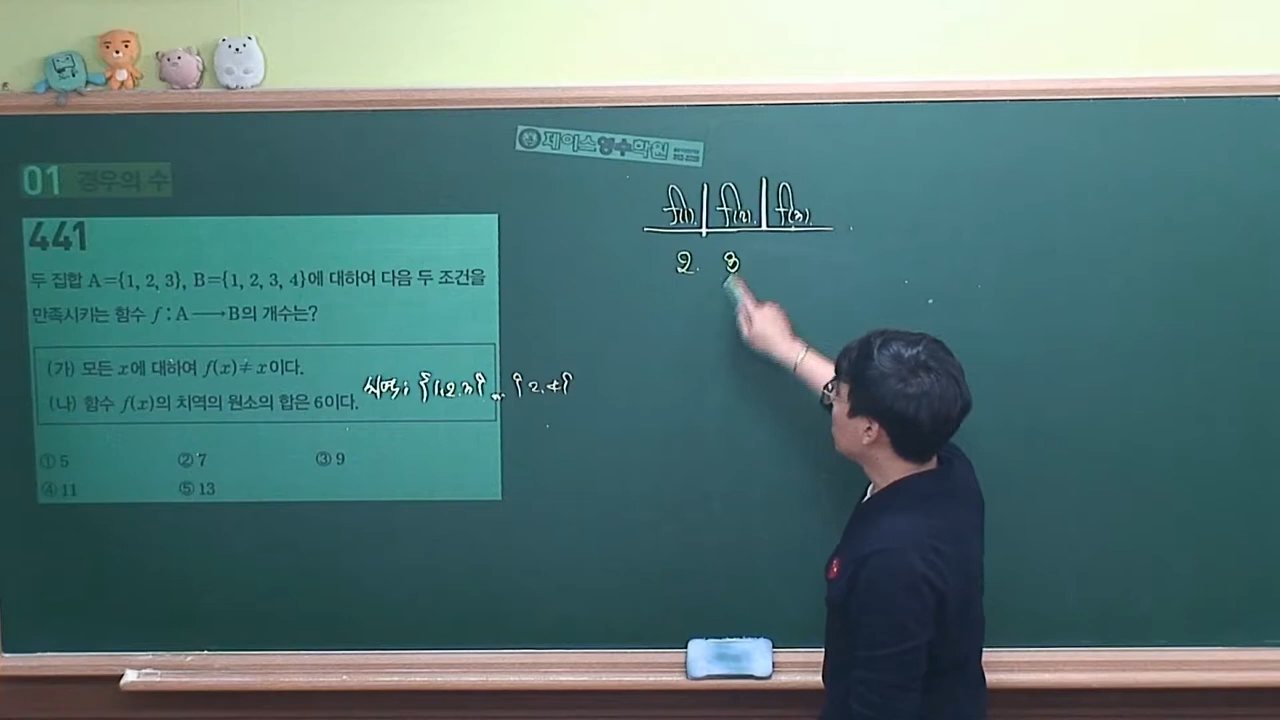 제이스영수학원
01 경우의 수
f(1). f(2). f(3).
2. 3
441
두 집합 A={1, 2, 3}, B={1, 2, 3, 4}에 대하여 다음 두 조건을
만족시키는 함수 f : A ⟶ B의 개수는?
(가) 모든 x에 대하여 f(x)≠x이다.
(나) 함수 f(x)의 치역의 원소의 합은 6이다.
치역: {1, 2, 3} {2, 4}
① 5 ② 7 ③ 9
④ 11 ⑤ 13